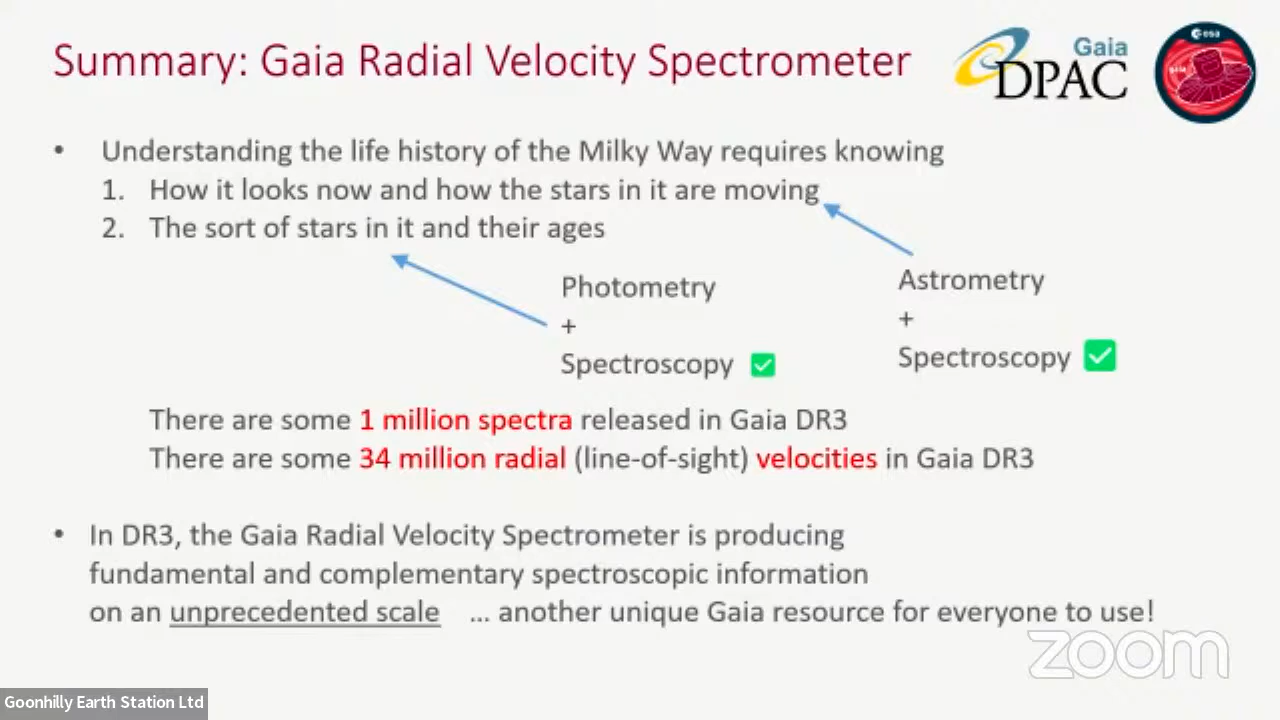 Summary: Gaia Radial Velocity Spectrometer
Gaia
DPAC
esa
gaia
• Understanding the life history of the Milky Way requires knowing
1. How it looks now and how the stars in it are moving
2. The sort of stars in it and their ages
Photometry
+
Spectroscopy
Astrometry
+
Spectroscopy
There are some 1 million spectra released in Gaia DR3
There are some 34 million radial (line-of-sight) velocities in Gaia DR3
• In DR3, the Gaia Radial Velocity Spectrometer is producing
fundamental and complementary spectroscopic information
on an unprecedented scale ... another unique Gaia resource for everyone to use!
zoom
Goonhilly Earth Station Ltd